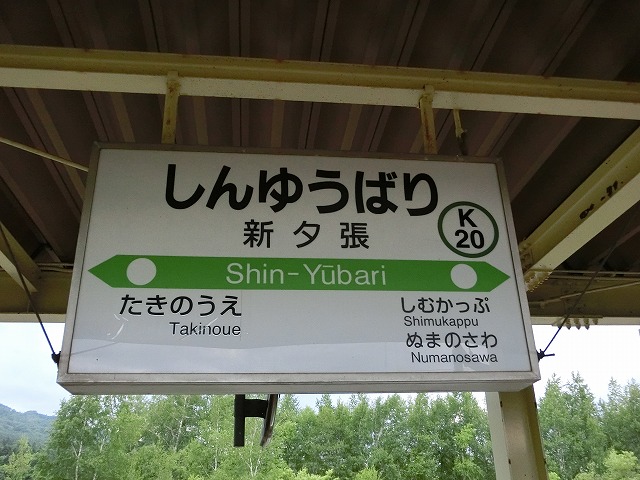 しんゆうばり
新夕張
K
20
Shin-Yūbari
たきのうえ
Takinoue
しむかっぷ
Shimukappu
ぬまのさわ
Numanosawa